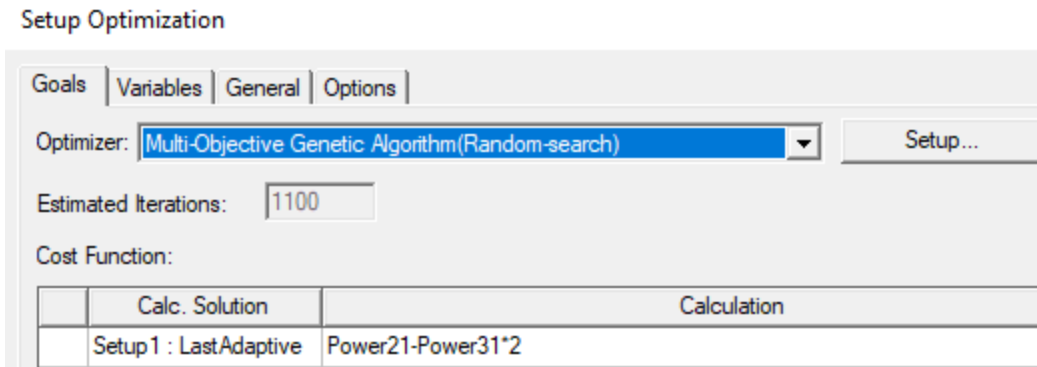 Setup Optimization
Goals Variables General Options
Optimizer: Multi-Objective Genetic Algorithm(Random-search) Setup...
Estimated Iterations: 1100
Cost Function:
Calc. Solution Calculation
Setup1 : LastAdaptive Power21-Power31*2